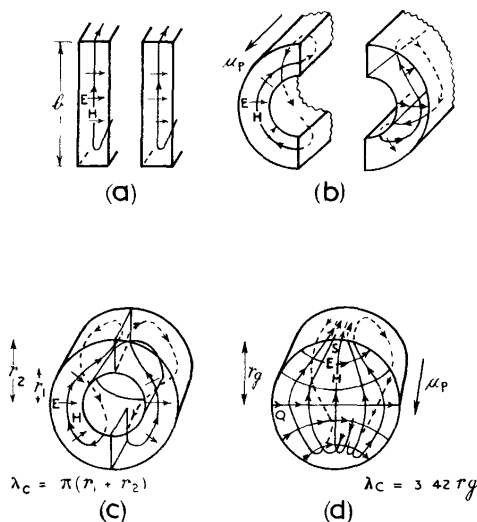 b
E
H
(a)
μP
E
H
(b)
r2
r1
E
H
λC = π(r1 + r2)
(c)
rg
S
E
H
Q
μP
λC = 3 42 rg
(d)